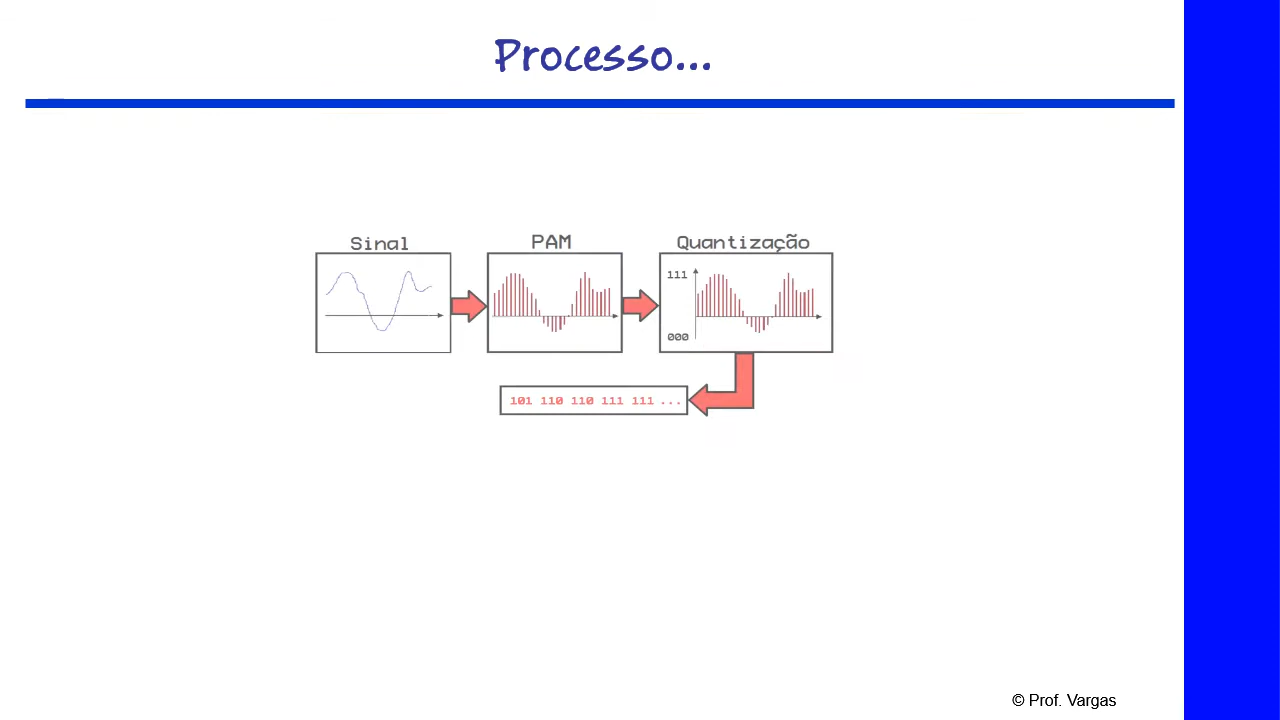 Processo...
Sinal
PAM
Quantização
111
000
101 110 110 111 111 ...
© Prof. Vargas